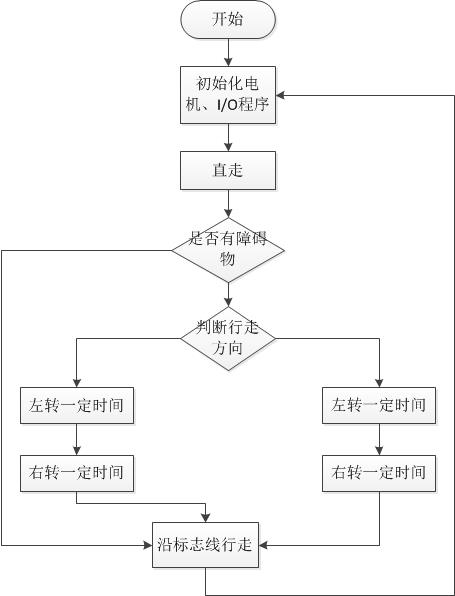 开始
初始化电
机、I/O程序
直走
是否有障碍
物
判断行走
方向
左转一定时间
左转一定时间
右转一定时间
右转一定时间
沿标志线行走